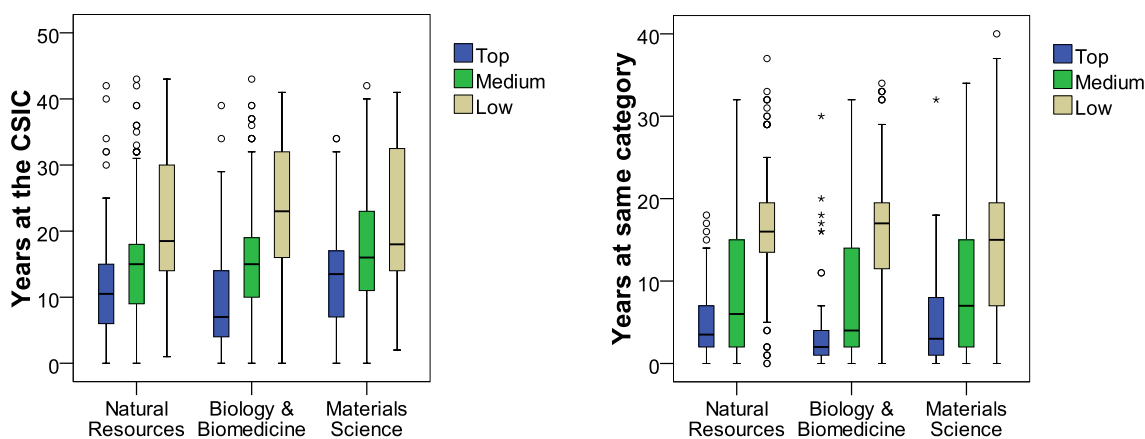 Years at the CSIC
50
40
30
20
10
0
Natural
Resources
Biology &
Biomedicine
Materials
Science
Top
Medium
Low
Years at same category
40
30
20
10
0
Natural
Resources
Biology &
Biomedicine
Materials
Science
Top
Medium
Low